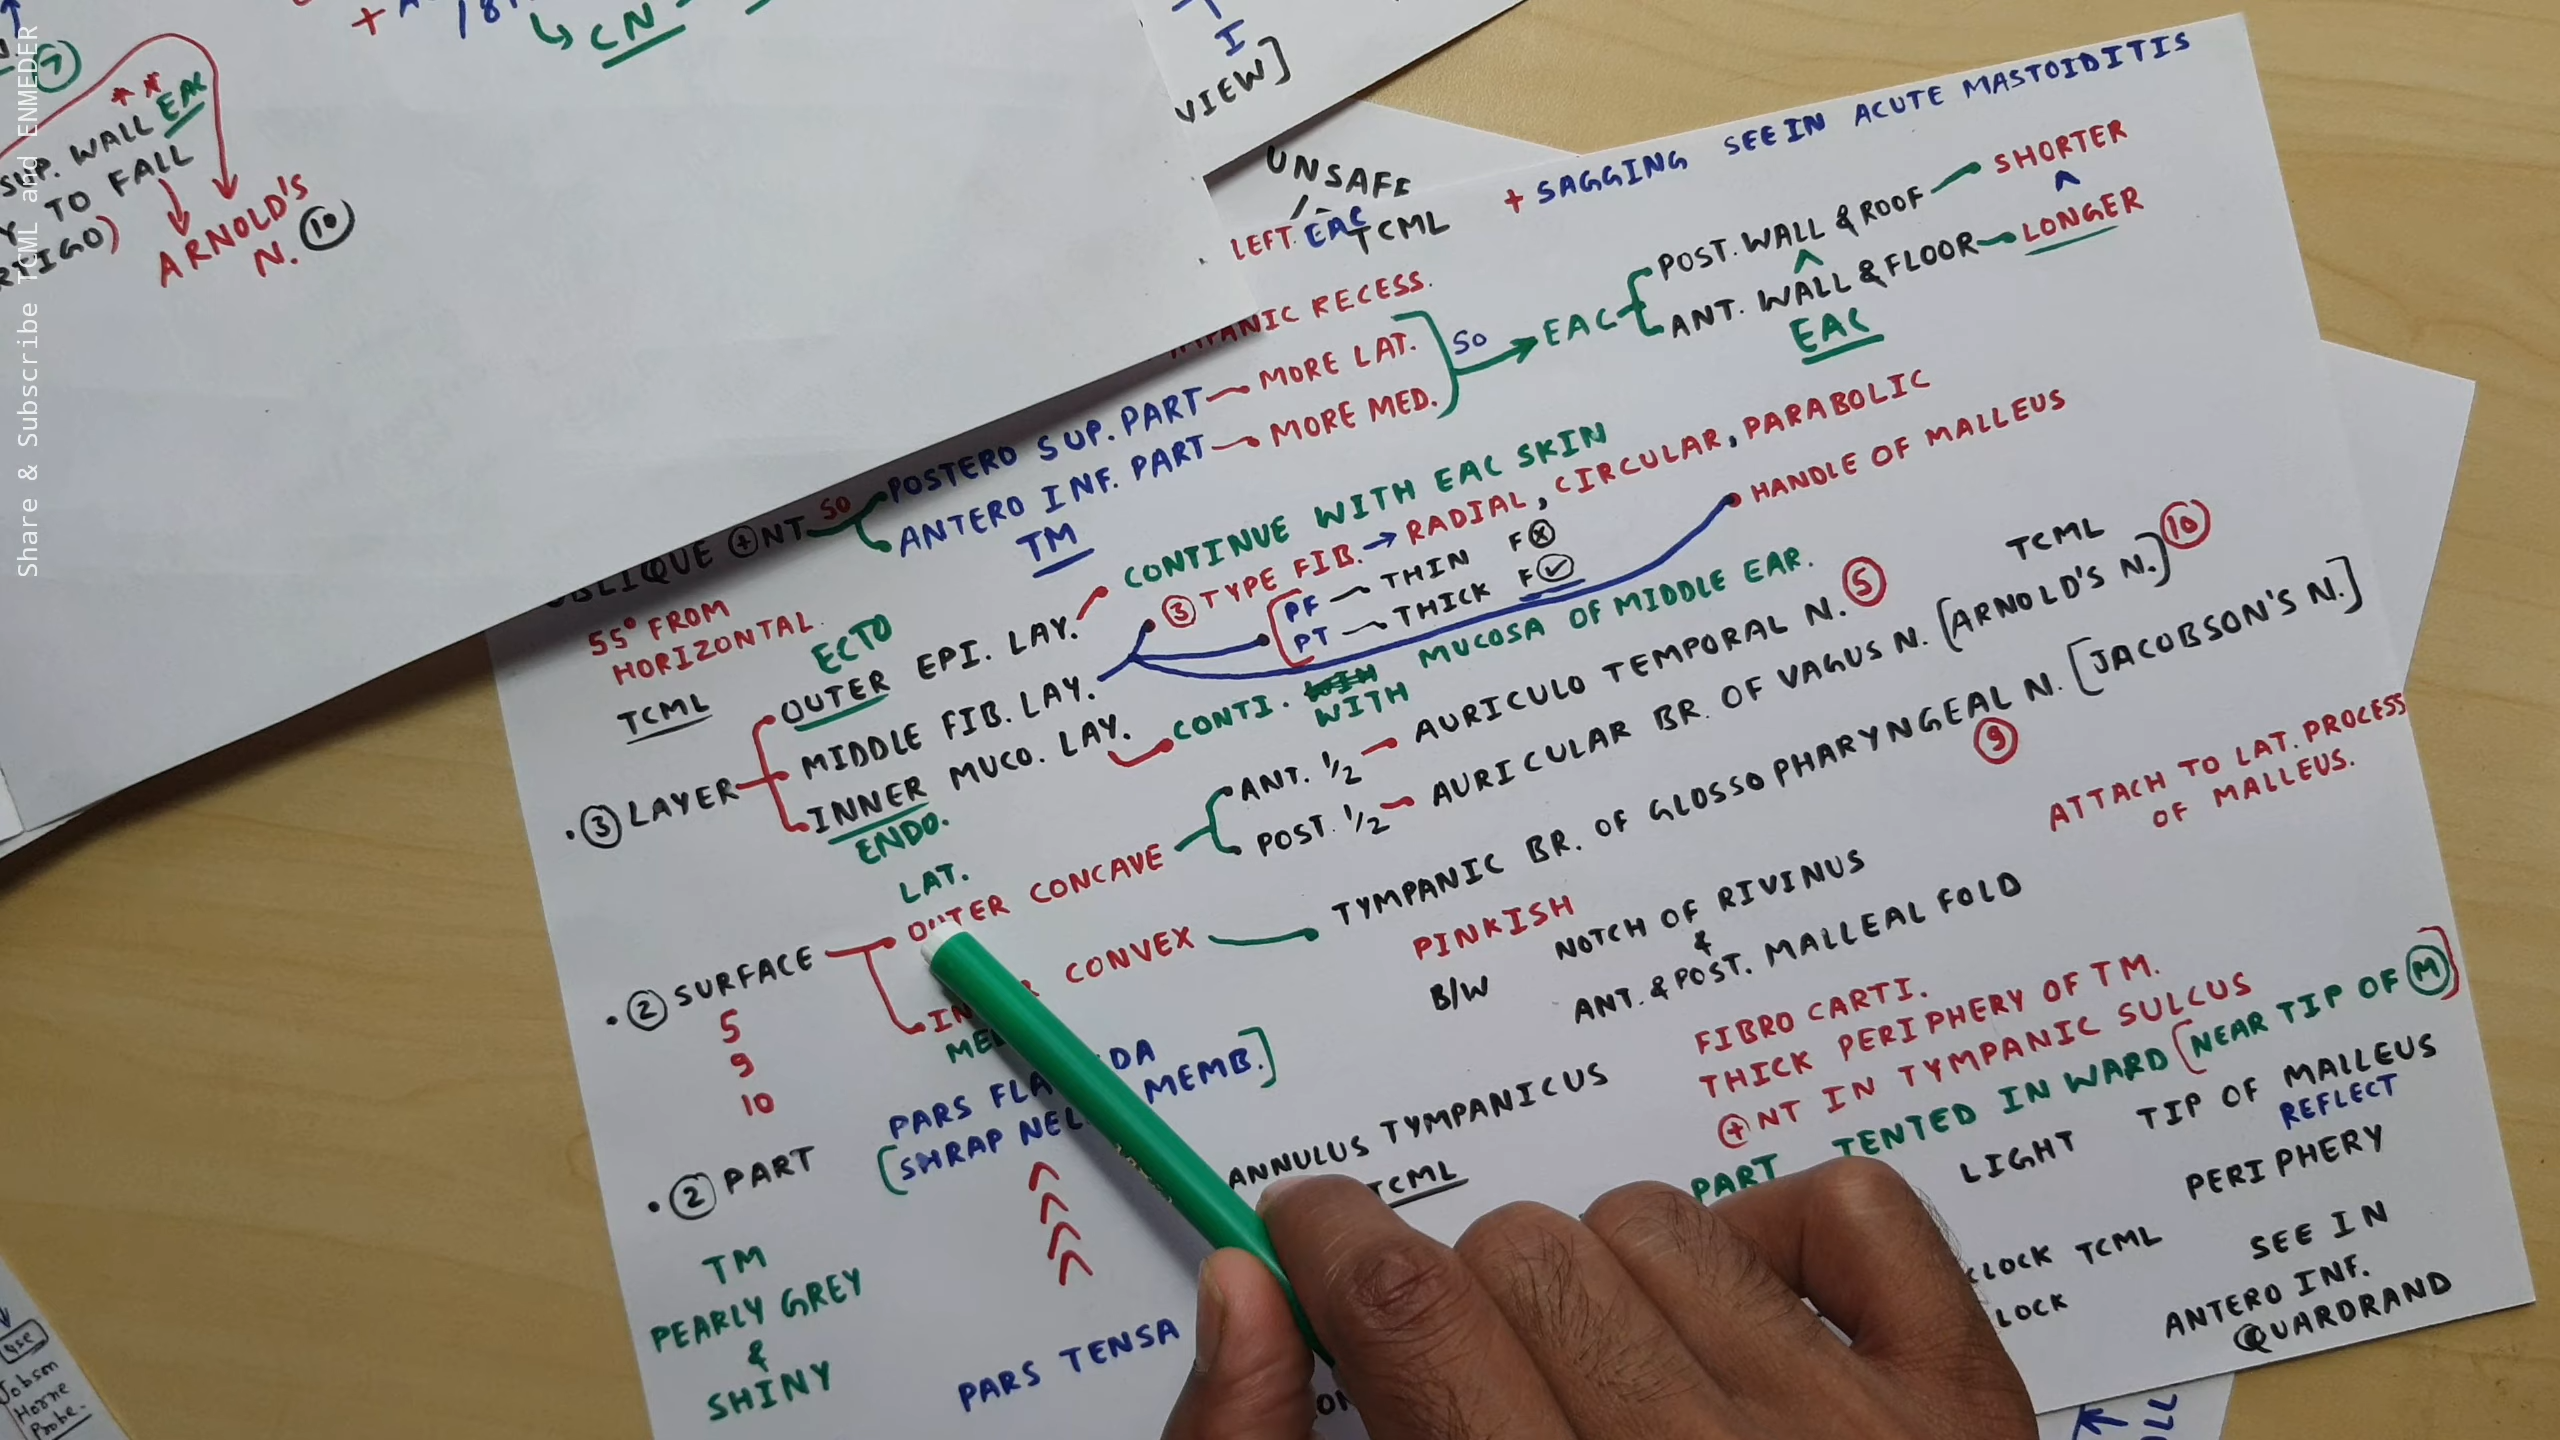 Share & Subscribe TCML and ENMEDER
CN
7
SUP. WALL EAC
TO FALL
ARNOLD'S
N. 10
I
VIEW]
UNSAFE
TCML
LEFT. EAC
+ SAGGING SEE IN ACUTE MASTOIDITIS
EAC
POST. WALL & ROOF SHORTER
ANT. WALL & FLOOR LONGER
EAC
RECESS.
POSTERO SUP. PART MORE LAT.
ANTERO INF. PART MORE MED.
SO
SO
TM
55° FROM
HORIZONTAL.
TCML
3 LAYER
ECTO
OUTER EPI. LAY. CONTINUE WITH EAC SKIN
MIDDLE FIB. LAY. 3 TYPE FIB. → RADIAL, CIRCULAR, PARABOLIC
PF THIN F X
PT THICK F ✓
HANDLE OF MALLEUS
INNER MUCO. LAY. CONTI. WITH MUCOSA OF MIDDLE EAR.
ENDO.
2 SURFACE
5
9
10
LAT.
OUTER CONCAVE
ANT. 1/2 AURICULO TEMPORAL N. 5
POST. 1/2 AURICULAR BR. OF VAGUS N. [ARNOLD'S N.] 10
TCML
CONVEX TYMPANIC BR. OF GLOSSO PHARYNGEAL N. [JACOBSON'S N.]
9
2 PART
PARS
MEMB.]
PINKISH
B/W
NOTCH OF RIVINUS
&
ANT. & POST. MALLEAL FOLD
ATTACH TO LAT. PROCESS
OF MALLEUS.
TM
PEARLY GREY
&
SHINY
PARS TENSA
ANNULUS TYMPANICUS
TCML
FIBRO CARTI.
THICK PERIPHERY OF TM.
+NT IN TYMPANIC SULCUS
PART TENTED IN WARD [NEAR TIP OF M]
LIGHT
TIP OF MALLEUS
REFLECT
PERIPHERY
TCML
SEE IN
ANTERO INF.
QUARDRAND
Jobson
Horne
Probe.